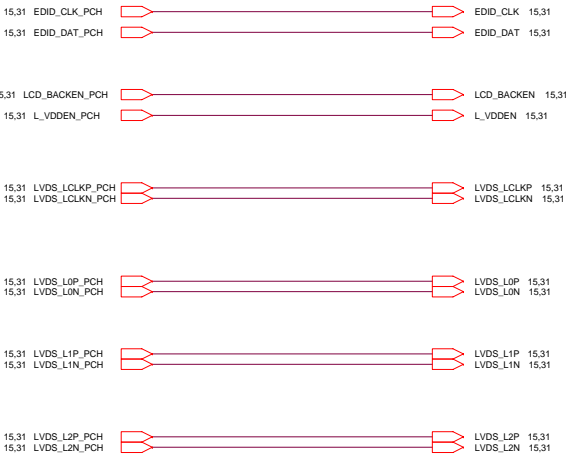 15,31 EDID_CLK_PCH EDID_CLK 15,31
15,31 EDID_DAT_PCH EDID_DAT 15,31
5,31 LCD_BACKEN_PCH LCD_BACKEN 15,31
15,31 L_VDDEN_PCH L_VDDEN 15,31
15,31 LVDS_LCLKP_PCH LVDS_LCLKP 15,31
15,31 LVDS_LCLKN_PCH LVDS_LCLKN 15,31
15,31 LVDS_L0P_PCH LVDS_L0P 15,31
15,31 LVDS_L0N_PCH LVDS_L0N 15,31
15,31 LVDS_L1P_PCH LVDS_L1P 15,31
15,31 LVDS_L1N_PCH LVDS_L1N 15,31
15,31 LVDS_L2P_PCH LVDS_L2P 15,31
15,31 LVDS_L2N_PCH LVDS_L2N 15,31